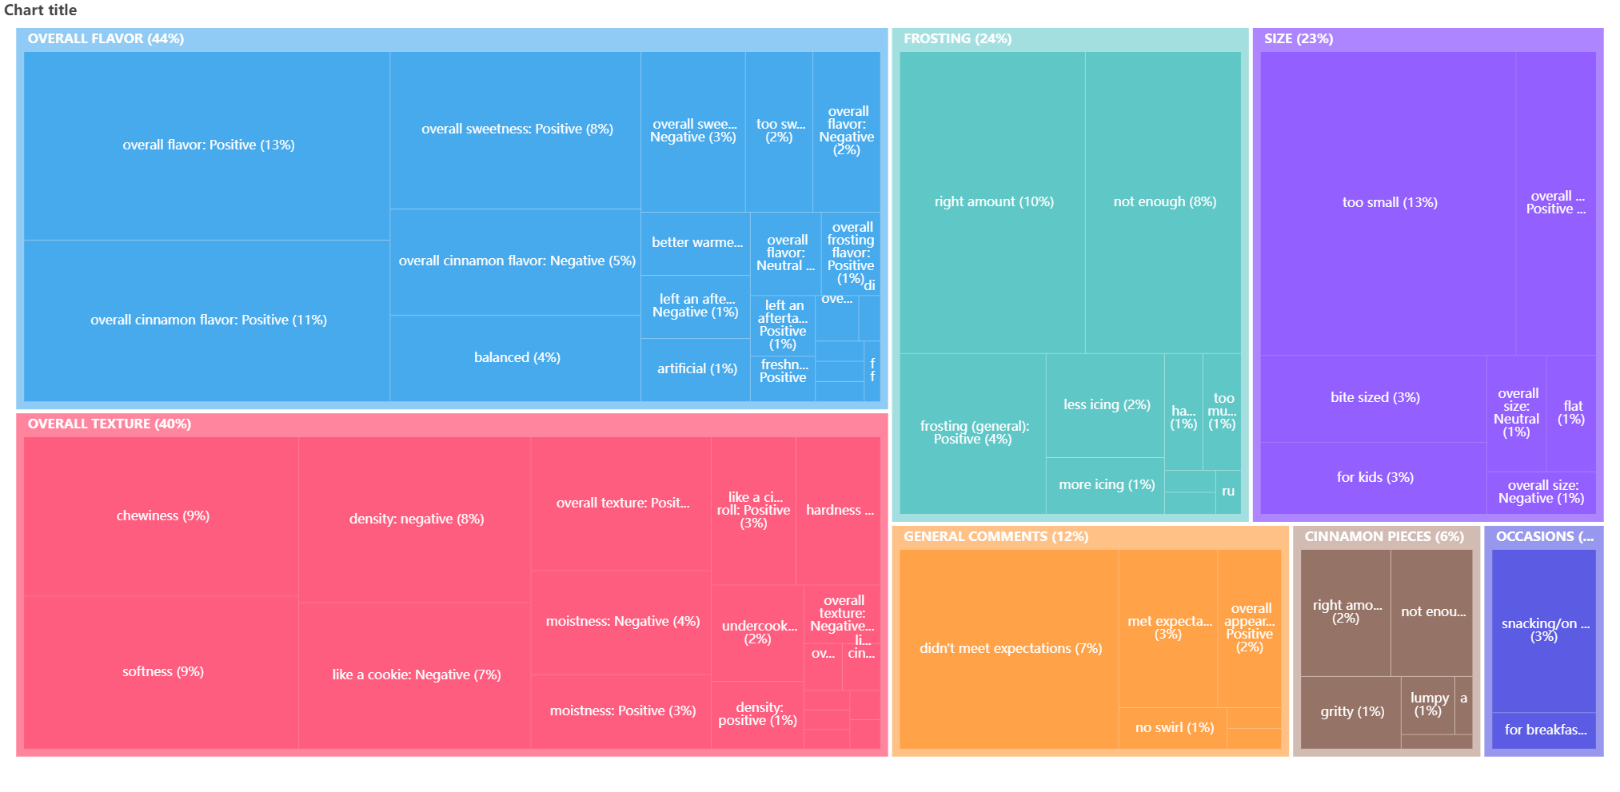 Chart title
OVERALL FLAVOR (44%)
overall flavor: Positive (13%)
overall cinnamon flavor: Positive (11%)
overall sweetness: Positive (8%)
overall cinnamon flavor: Negative (5%)
balanced (4%)
overall swee...
Negative (3%)
too sw...
(2%)
overall
flavor:
Negative
(2%)
better warme...
left an afte...
Negative (1%)
artificial (1%)
overall
flavor:
Neutral ...
overall
frosting
flavor:
Positive
(1%)
di
left an
afterta...
Positive
(1%)
ove...
freshn...
Positive
f
f
OVERALL TEXTURE (40%)
chewiness (9%)
softness (9%)
density: negative (8%)
like a cookie: Negative (7%)
overall texture: Posit...
moistness: Negative (4%)
moistness: Positive (3%)
like a ci...
roll: Positive
(3%)
hardness ...
undercook...
(2%)
density:
positive (1%)
overall
texture:
Negative...
li...
ov...
cin...
FROSTING (24%)
right amount (10%)
not enough (8%)
frosting (general):
Positive (4%)
less icing (2%)
more icing (1%)
ha...
(1%)
too
mu...
(1%)
ru
SIZE (23%)
too small (13%)
overall ...
Positive ...
bite sized (3%)
for kids (3%)
overall
size:
Neutral
(1%)
flat
(1%)
overall size:
Negative (1%)
GENERAL COMMENTS (12%)
didn't meet expectations (7%)
met expecta...
(3%)
overall
appear...
Positive
(2%)
no swirl (1%)
CINNAMON PIECES (6%)
right amo...
(2%)
not enou...
gritty (1%)
lumpy
(1%)
a
OCCASIONS (...
snacking/on ...
(3%)
for breakfas...